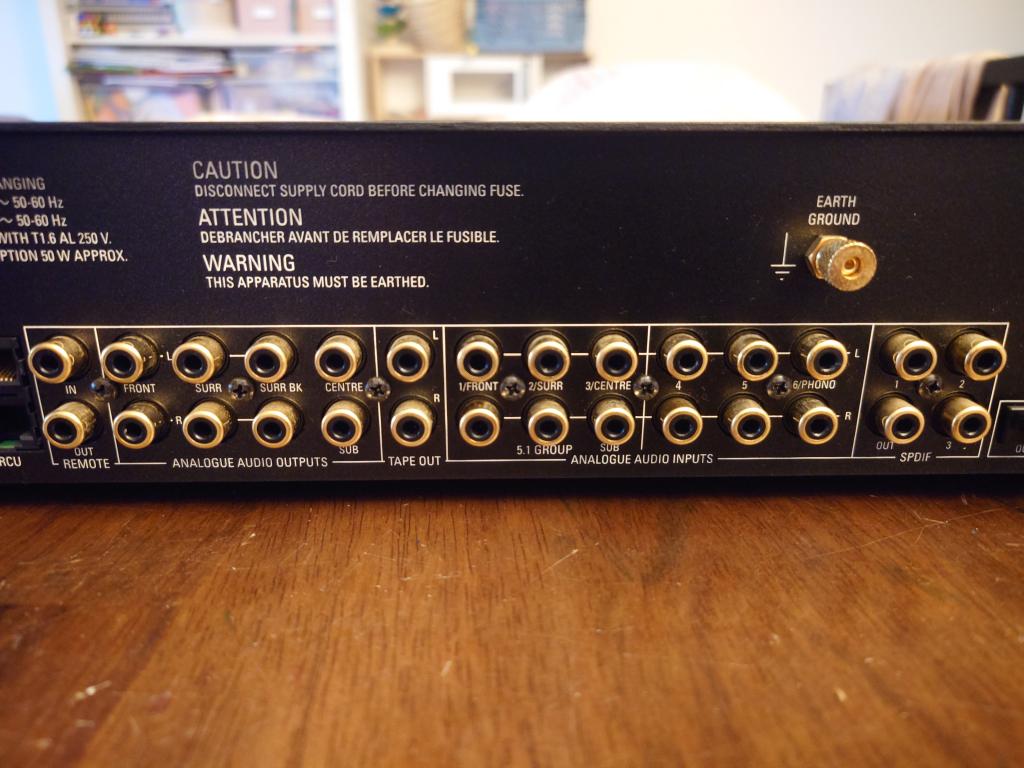 ANGING
~ 50-60 Hz
~ 50-60 Hz
WITH T1.6 AL 250 V.
PTION 50 W APPROX.
CAUTION
DISCONNECT SUPPLY CORD BEFORE CHANGING FUSE.
ATTENTION
DEBRANCHER AVANT DE REMPLACER LE FUSIBLE.
WARNING
THIS APPARATUS MUST BE EARTHED.
EARTH
GROUND
L
L
L
IN
FRONT
SURR
SURR BK
CENTRE
1/FRONT
2/SURR
3/CENTRE
4
5
6/PHONO
1
2
R
R
R
OUT
SUB
5.1 GROUP
SUB
OUT
3
RCU
REMOTE
ANALOGUE AUDIO OUTPUTS
TAPE OUT
ANALOGUE AUDIO INPUTS
SPDIF